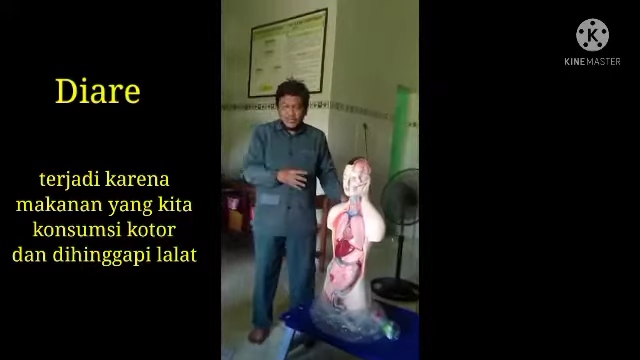 Diare
terjadi karena
makanan yang kita
konsumsi kotor
dan dihinggapi lalat
KINEMASTER